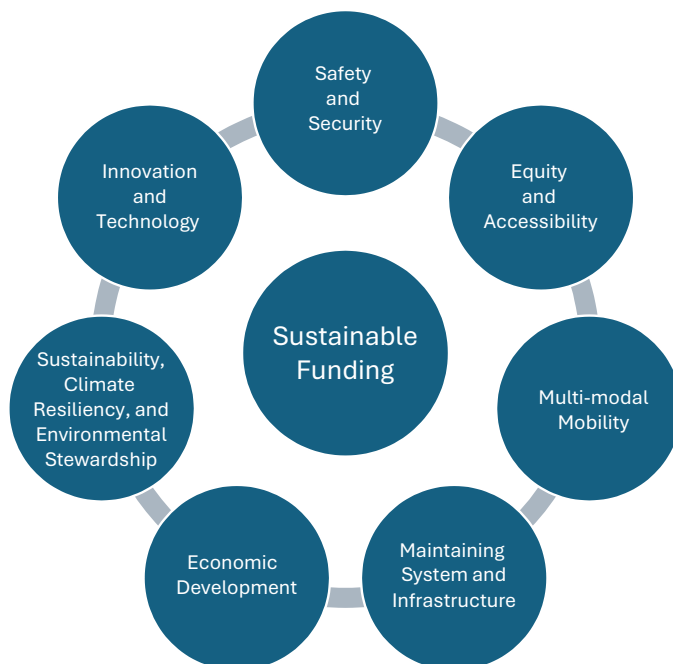 Safety
and
Security
Equity
and
Accessibility
Multi-modal
Mobility
Maintaining
System and
Infrastructure
Economic
Development
Sustainability,
Climate
Resiliency, and
Environmental
Stewardship
Innovation
and
Technology
Sustainable
Funding